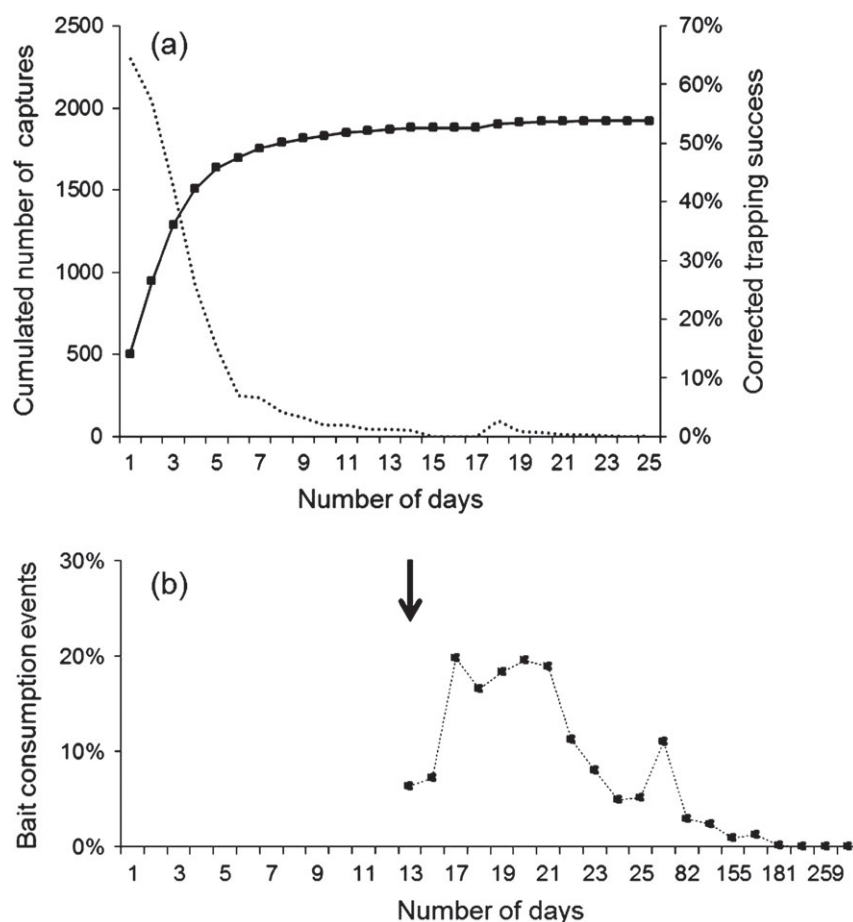 (a)
Cumulated number of captures
2500
2000
1500
1000
500
0
70%
60%
50%
40%
30%
20%
10%
0%
Corrected trapping success
1 3 5 7 9 11 13 15 17 19 21 23 25
Number of days
(b)
Bait consumption events
30%
20%
10%
0%
1 3 5 7 9 11 13 17 19 21 23 25 82 155 181 259
Number of days